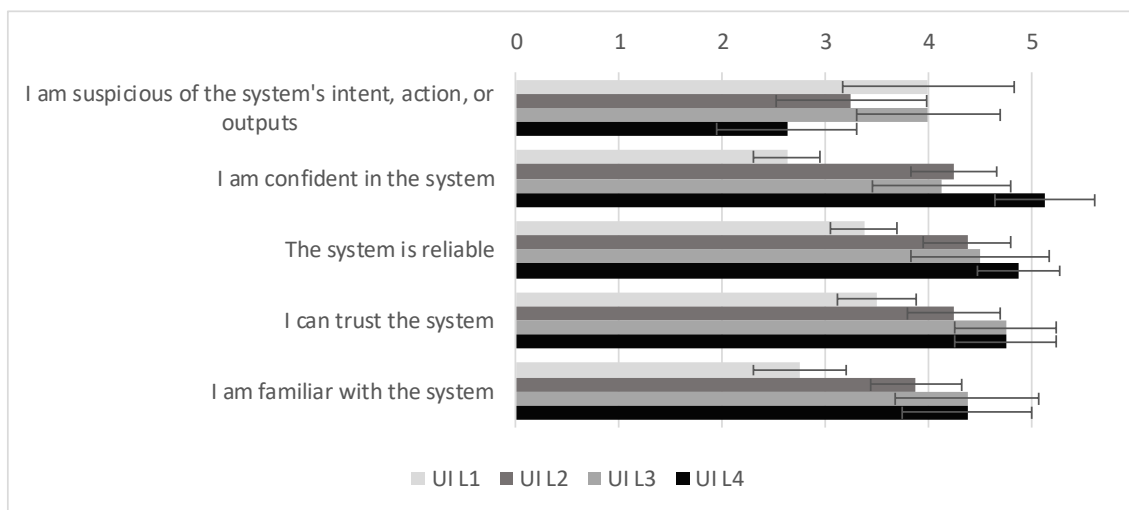 0 1 2 3 4 5
I am suspicious of the system's intent, action, or
outputs
I am confident in the system
The system is reliable
I can trust the system
I am familiar with the system
UI L1 UI L2 UI L3 UI L4